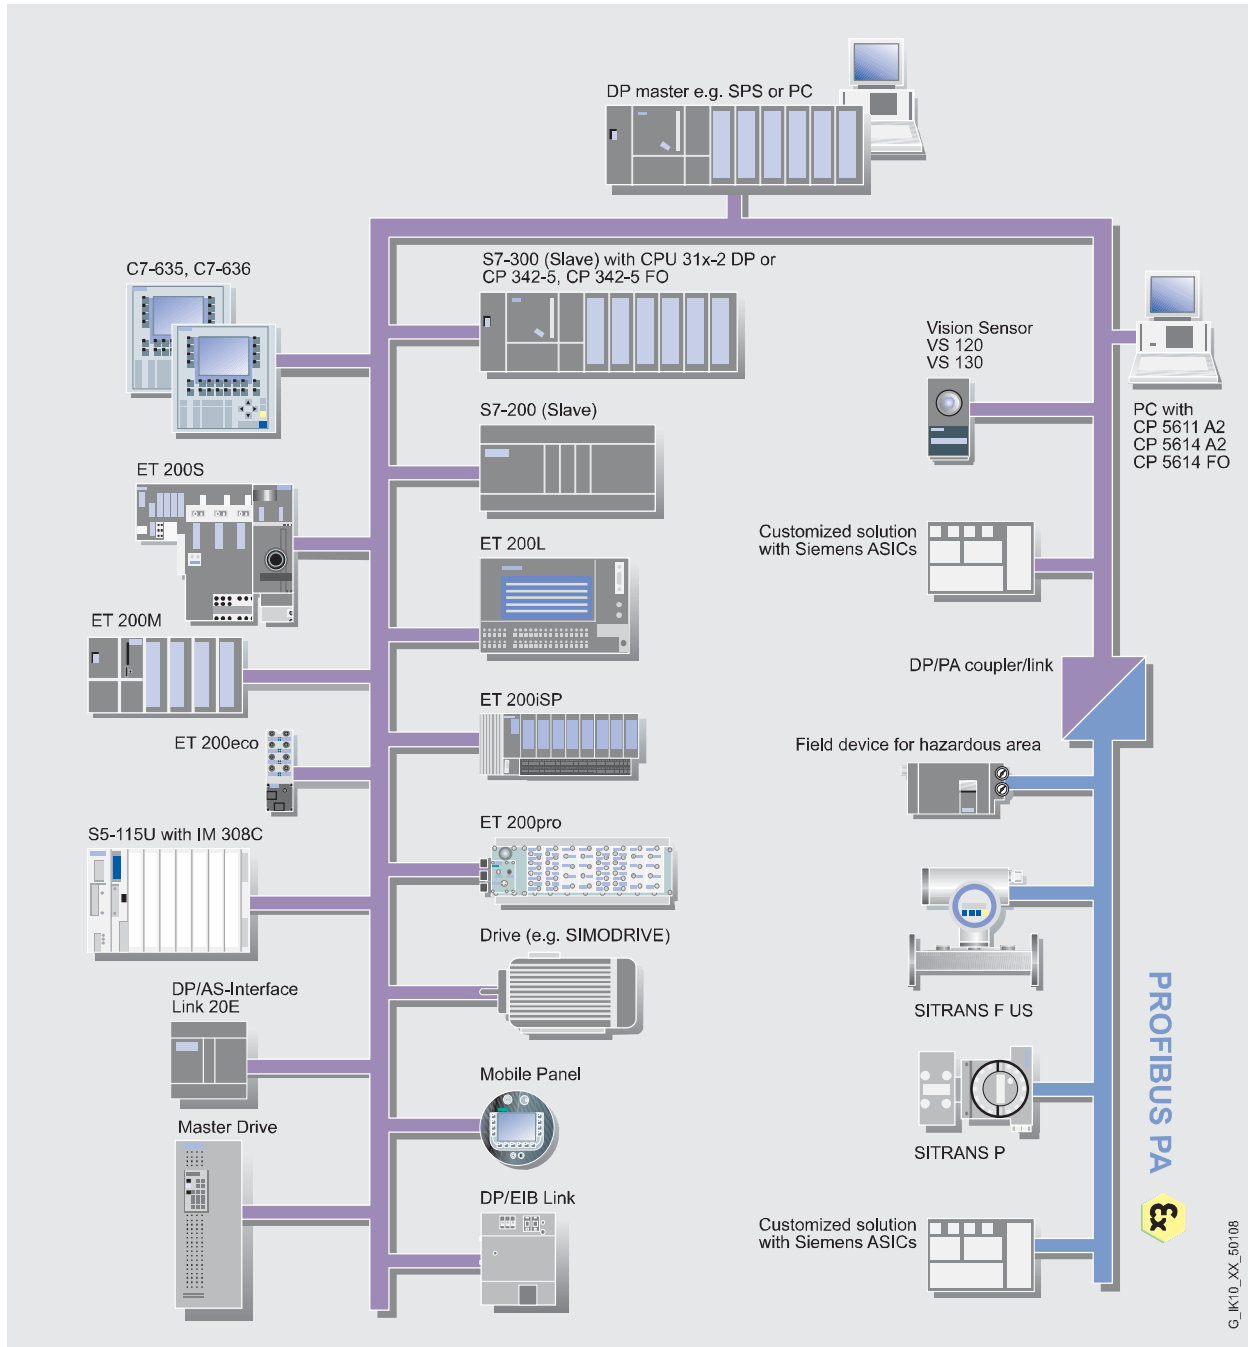 DP master e.g. SPS or PC
C7-635, C7-636
S7-300 (Slave) with CPU 31x-2 DP or
CP 342-5, CP 342-5 FO
Vision Sensor
VS 120
VS 130
PC with
CP 5611 A2
CP 5614 A2
CP 5614 FO
S7-200 (Slave)
ET 200S
Customized solution
with Siemens ASICs
ET 200L
ET 200M
DP/PA coupler/link
ET 200iSP
ET 200eco
Field device for hazardous area
S5-115U with IM 308C
ET 200pro
Drive (e.g. SIMODRIVE)
DP/AS-Interface
Link 20E
SITRANS F US
PROFIBUS PA
Mobile Panel
Master Drive
SITRANS P
DP/EIB Link
Customized solution
with Siemens ASICs
Ex
G_IK10_XX_50108